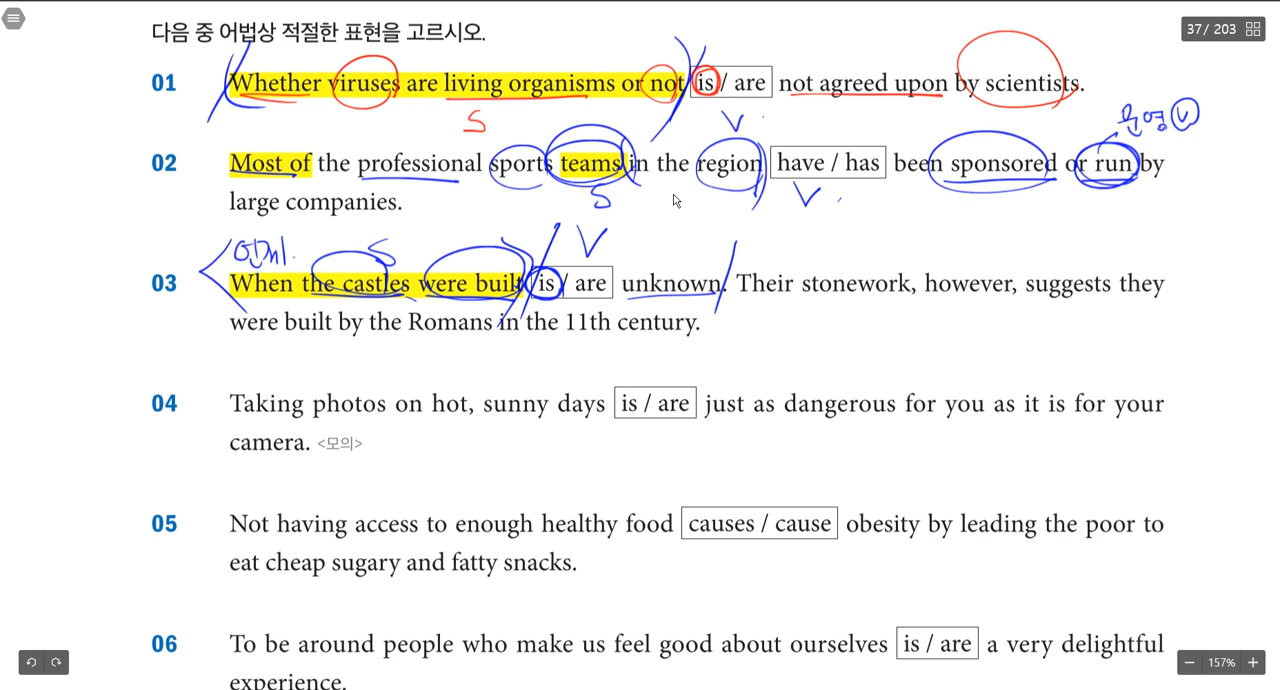 다음 중 어법상 적절한 표현을 고르시오.
37 / 203
01 Whether viruses are living organisms or not is / are not agreed upon by scientists.
S V
운영 V
02 Most of the professional sports teams in the region have / has been sponsored or run by
S V
large companies.
언제 S V
03 When the castles were built is / are unknown. Their stonework, however, suggests they
were built by the Romans in the 11th century.
04 Taking photos on hot, sunny days is / are just as dangerous for you as it is for your
camera. <모의>
05 Not having access to enough healthy food causes / cause obesity by leading the poor to
eat cheap sugary and fatty snacks.
06 To be around people who make us feel good about ourselves is / are a very delightful
experience.
157%